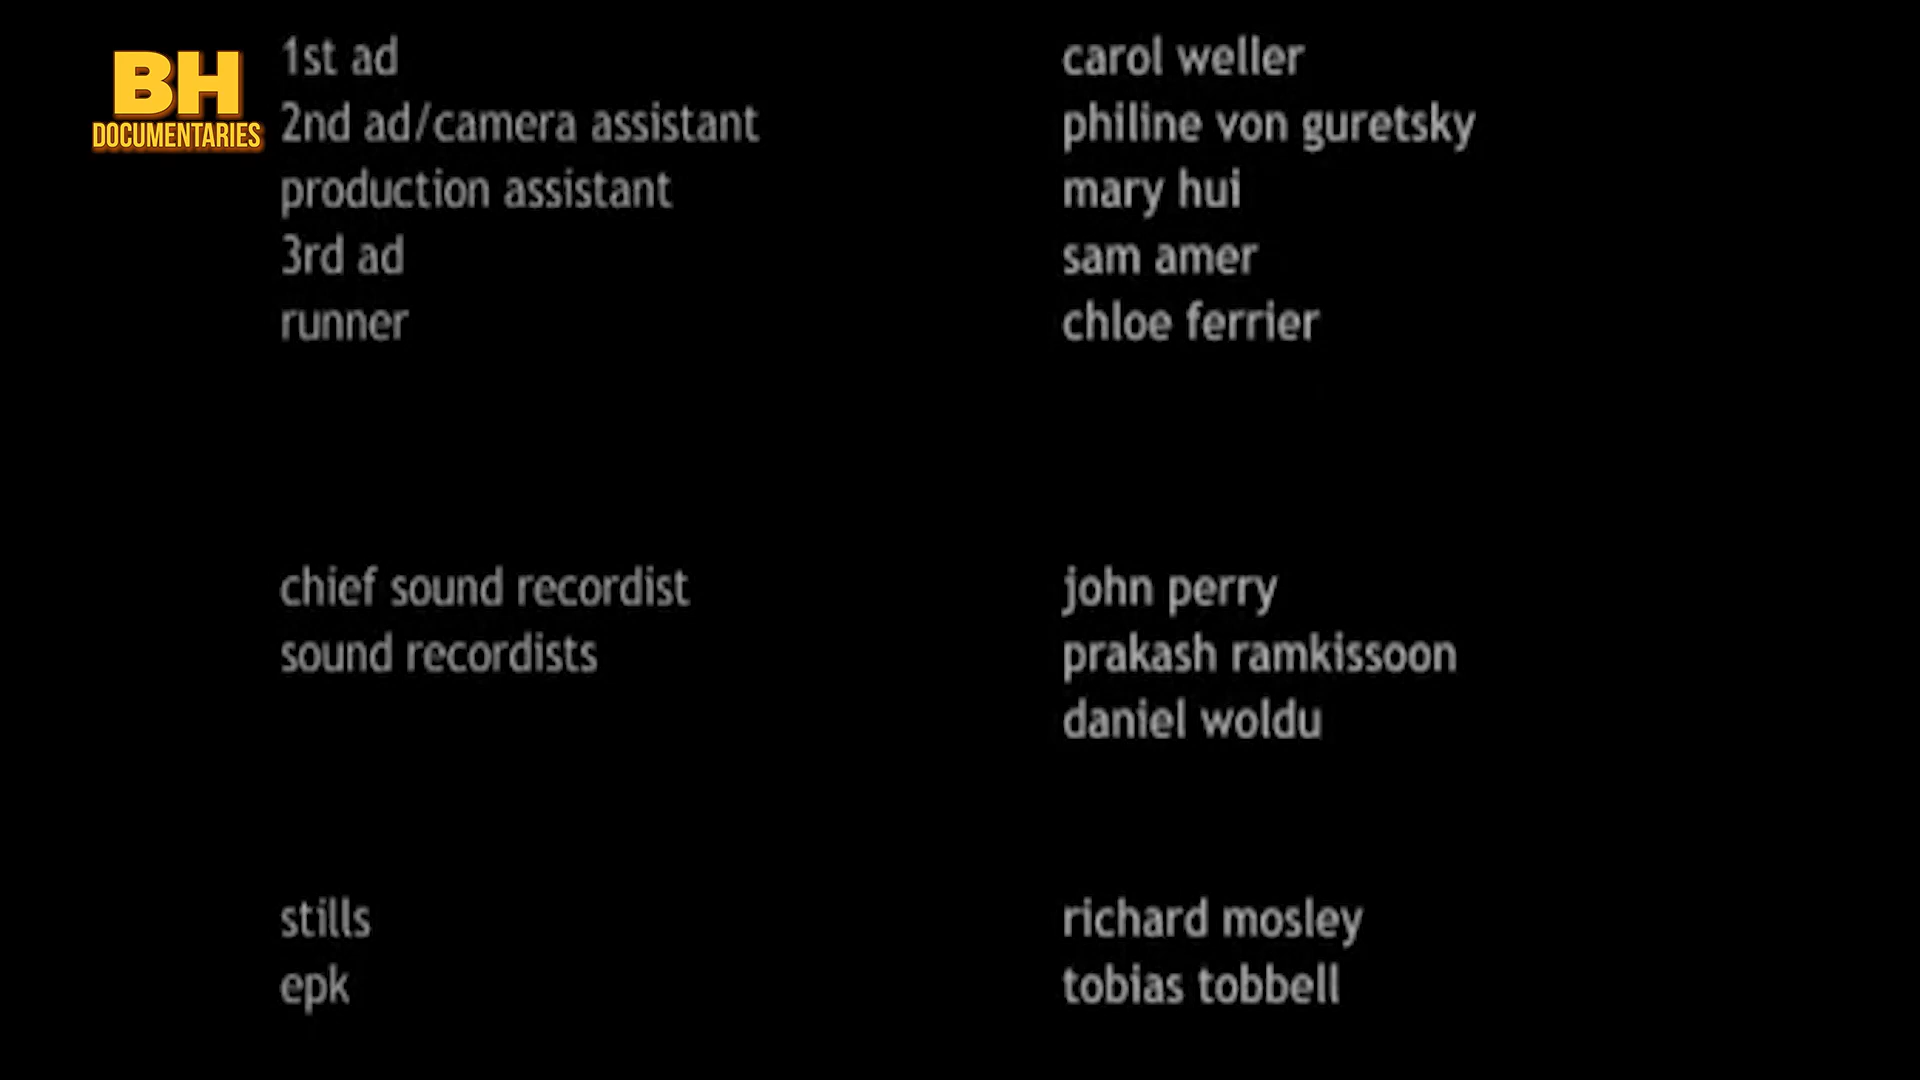 BH
DOCUMENTARIES
1st ad carol weller
2nd ad/camera assistant philine von guretsky
production assistant mary hui
3rd ad sam amer
runner chloe ferrier
chief sound recordist john perry
sound recordists prakash ramkissoon
daniel woldu
stills richard mosley
epk tobias tobbell